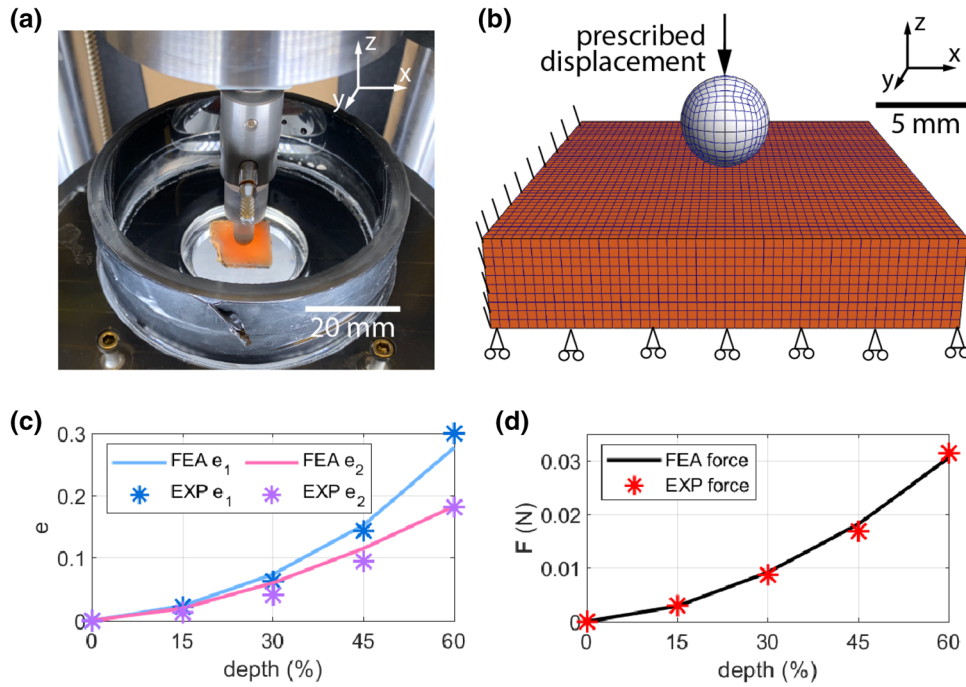 (a)
z
x
y
20 mm
(b)
prescribed
displacement
z
x
y
5 mm
(c)
0.3
0.2
0.1
0
e
FEA e₁
FEA e₂
EXP e₁
EXP e₂
0
15
30
45
60
depth (%)
(d)
0.03
0.02
0.01
0
F (N)
FEA force
EXP force
0
15
30
45
60
depth (%)